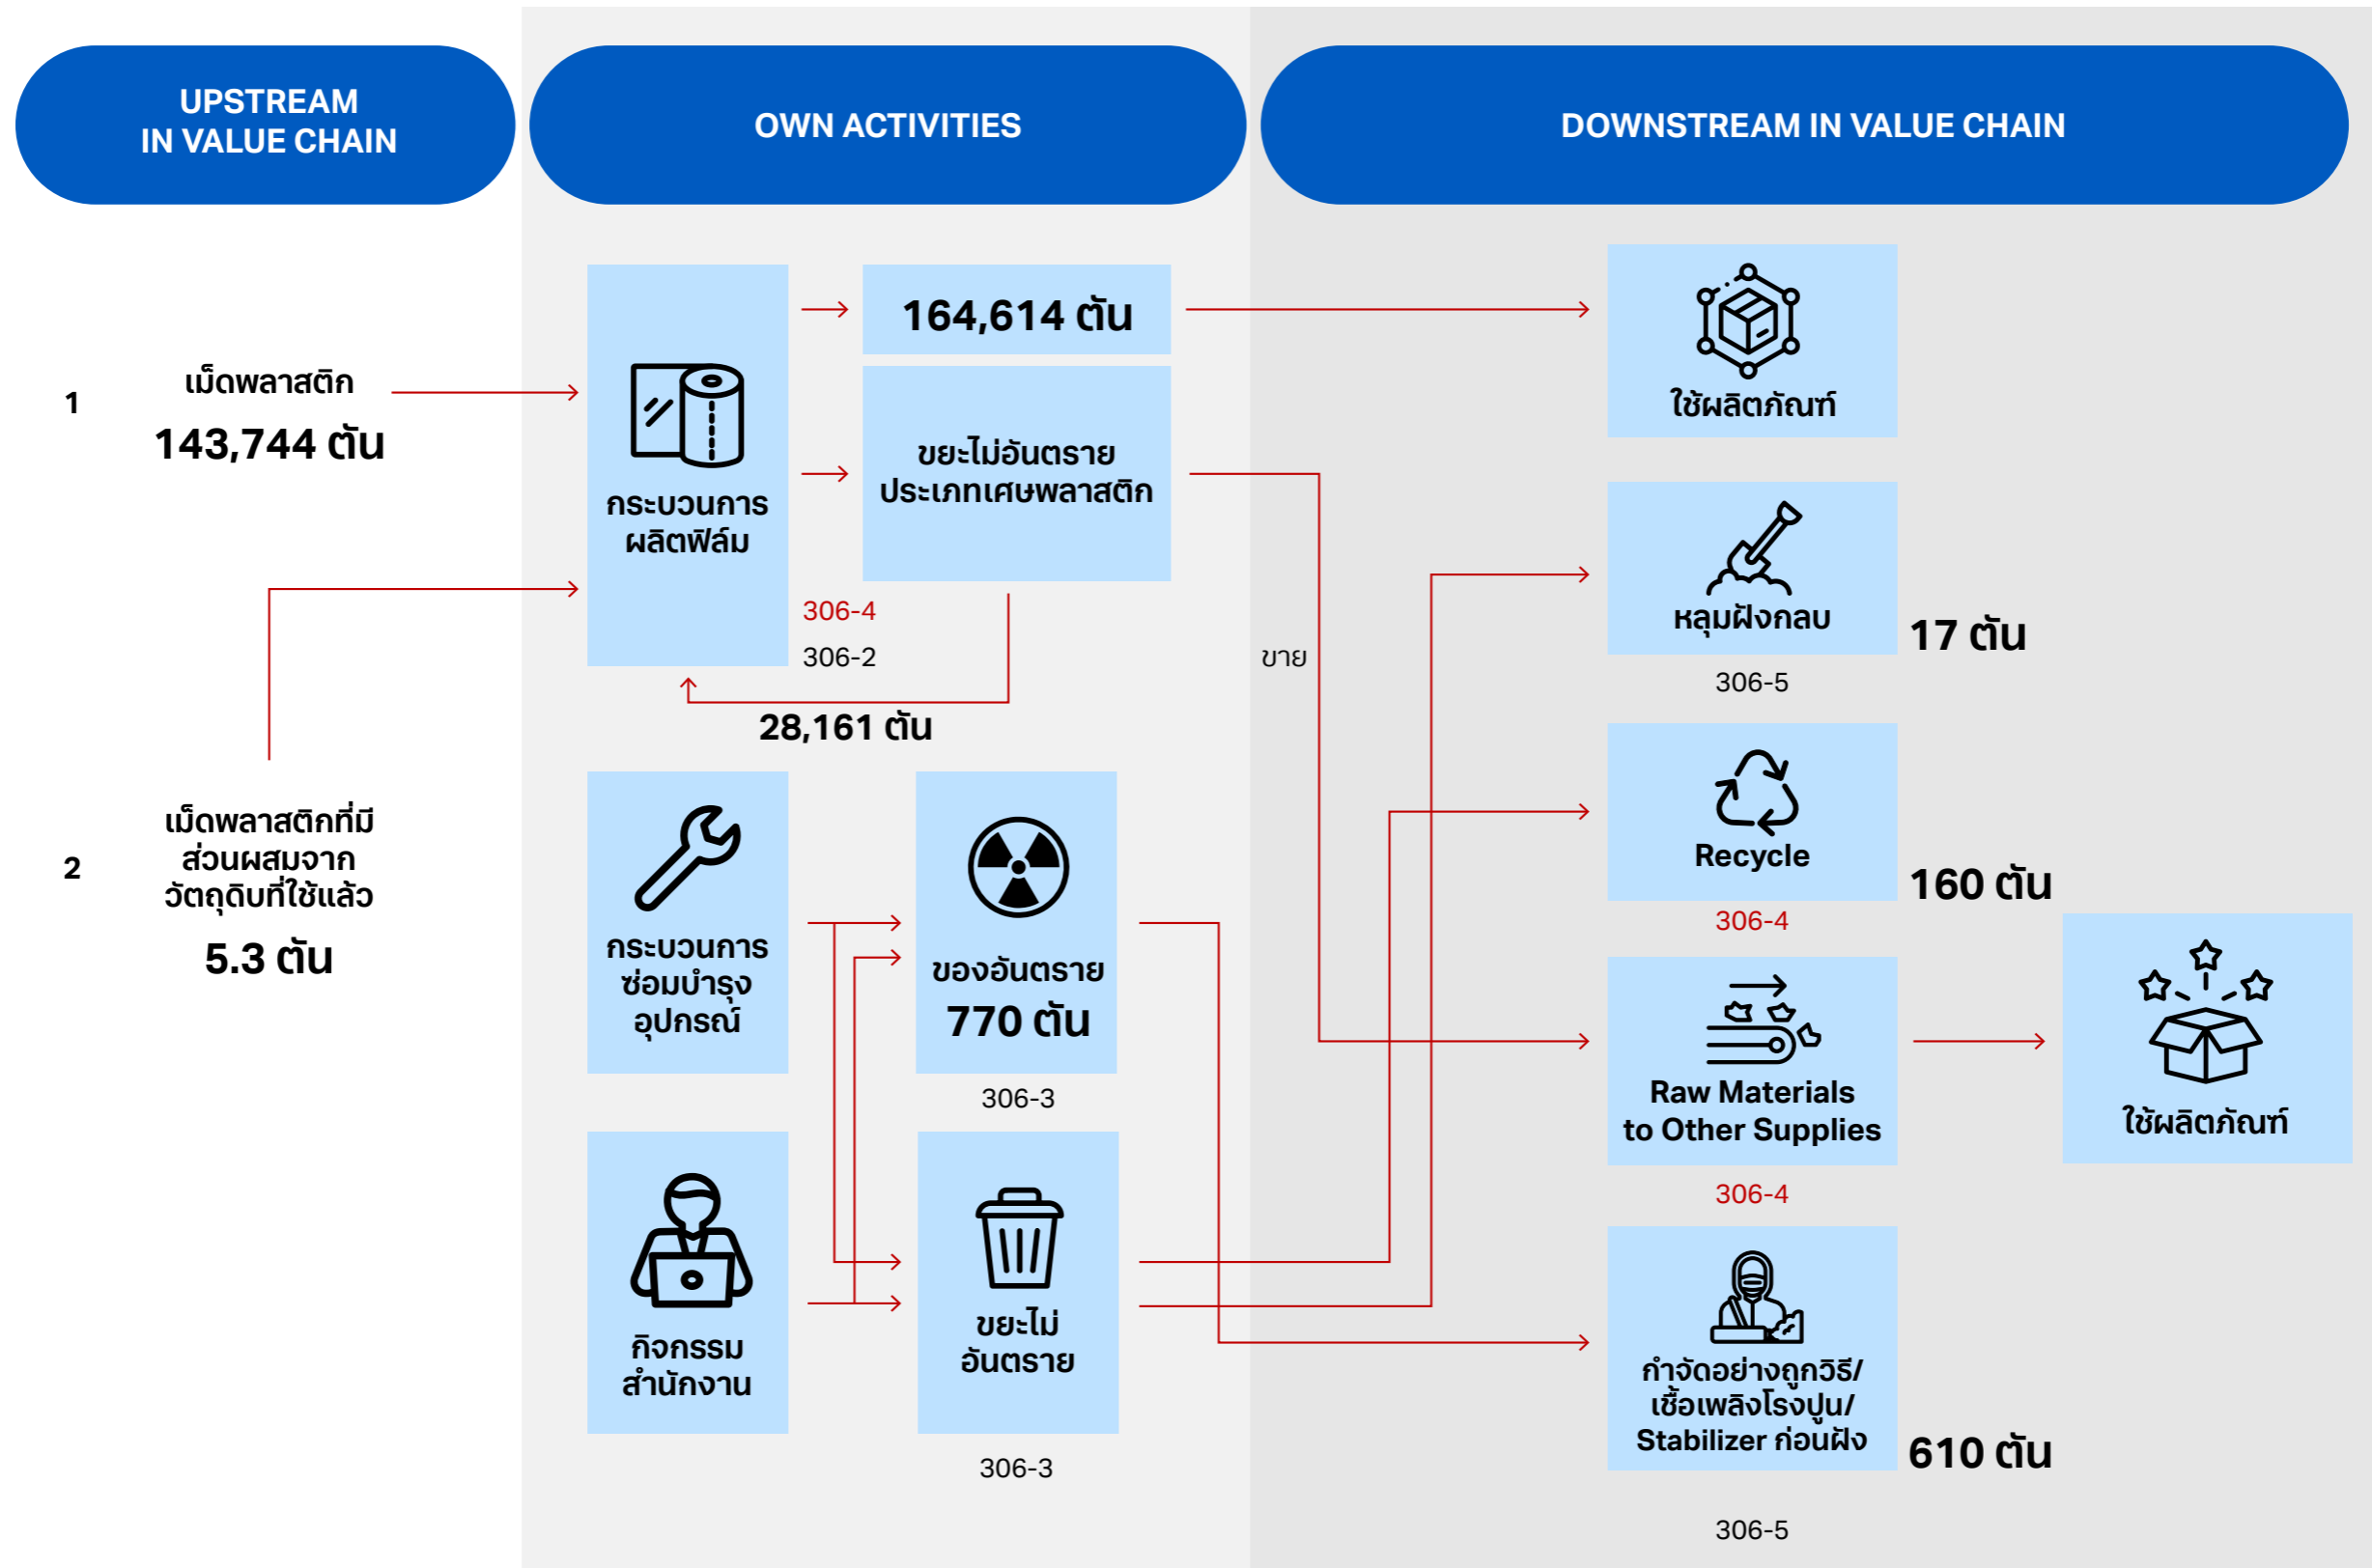 UPSTREAM
IN VALUE CHAIN
OWN ACTIVITIES
DOWNSTREAM IN VALUE CHAIN
1
เม็ดพลาสติก
143,744 ตัน
2
เม็ดพลาสติกที่มี
ส่วนผสมจาก
วัตถุดิบที่ใช้แล้ว
5.3 ตัน
กระบวนการ
ผลิตฟิล์ม
164,614 ตัน
ขยะไม่อันตราย
ประเภทเศษพลาสติก
306-4
306-2
28,161 ตัน
กระบวนการ
ซ่อมบำรุง
อุปกรณ์
ของอันตราย
770 ตัน
306-3
กิจกรรม
สำนักงาน
ขยะไม่
อันตราย
306-3
ขาย
ใช้ผลิตภัณฑ์
หลุมฝังกลบ
17 ตัน
306-5
Recycle
160 ตัน
306-4
Raw Materials
to Other Supplies
306-4
ใช้ผลิตภัณฑ์
กำจัดอย่างถูกวิธี/
เชื้อเพลิงโรงปูน/
Stabilizer ก่อนฝัง
610 ตัน
306-5